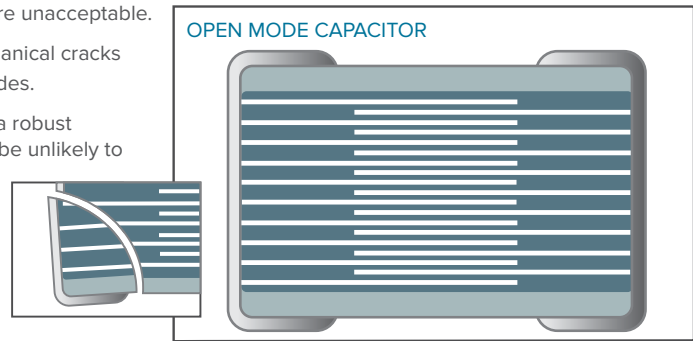 re unacceptable.
anical cracks
des.
a robust
be unlikely to
OPEN MODE CAPACITOR